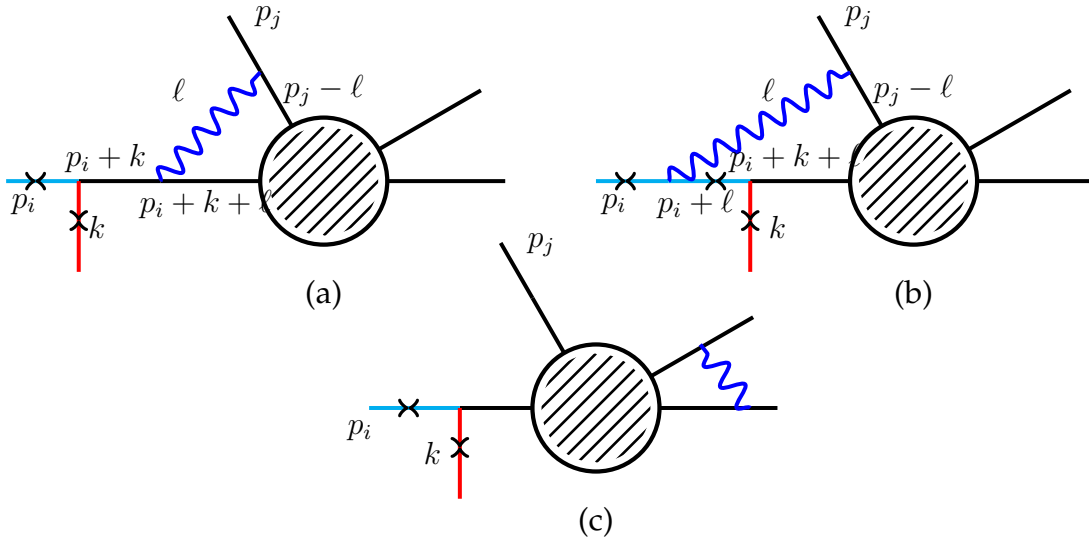 p_j
ℓ
p_j − ℓ
p_i + k
p_i
p_i + k + ℓ
k
(a)
p_j
ℓ
p_j − ℓ
p_i + k + ℓ
p_i
p_i + ℓ
k
(b)
p_j
p_i
k
(c)